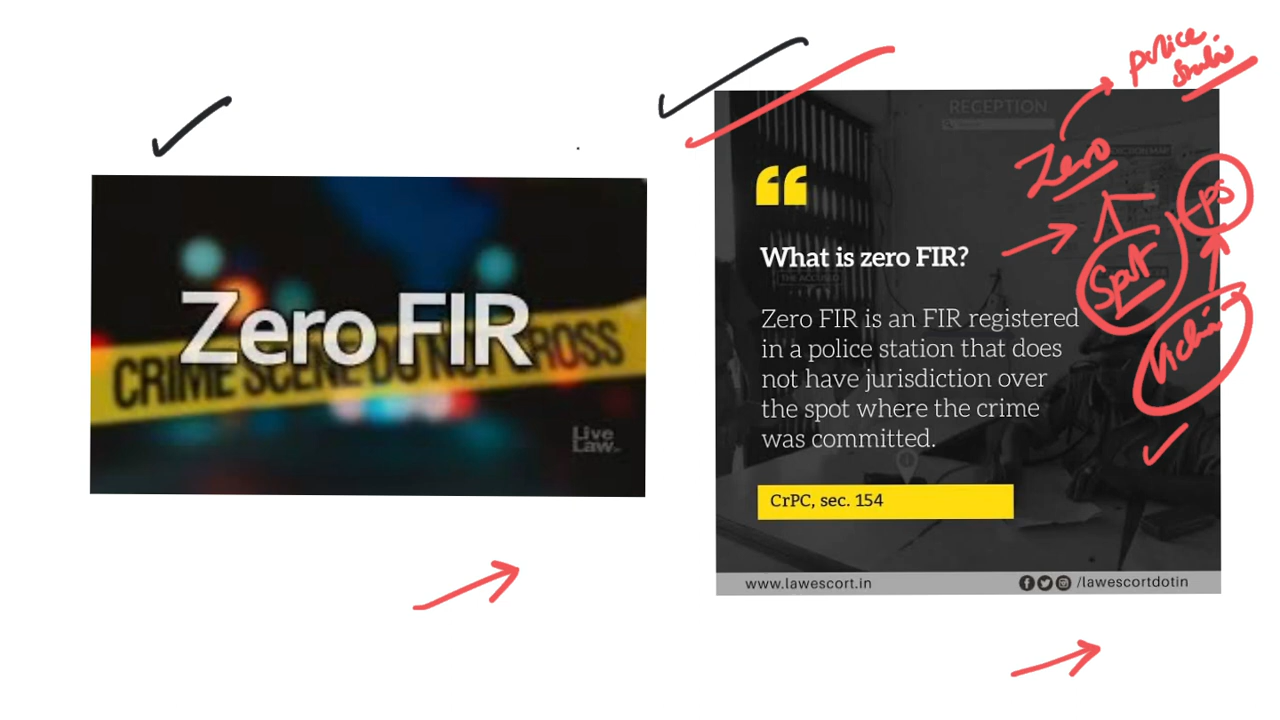 Zero FIR
CRIME SCENE DO NOT CROSS
Live
Law
RECEPTION
“
What is zero FIR?
Zero FIR is an FIR registered
in a police station that does
not have jurisdiction over
the spot where the crime
was committed.
CrPC, sec. 154
www.lawescort.in
/lawescortdotin
police
Zero
PS
Spot
Victim